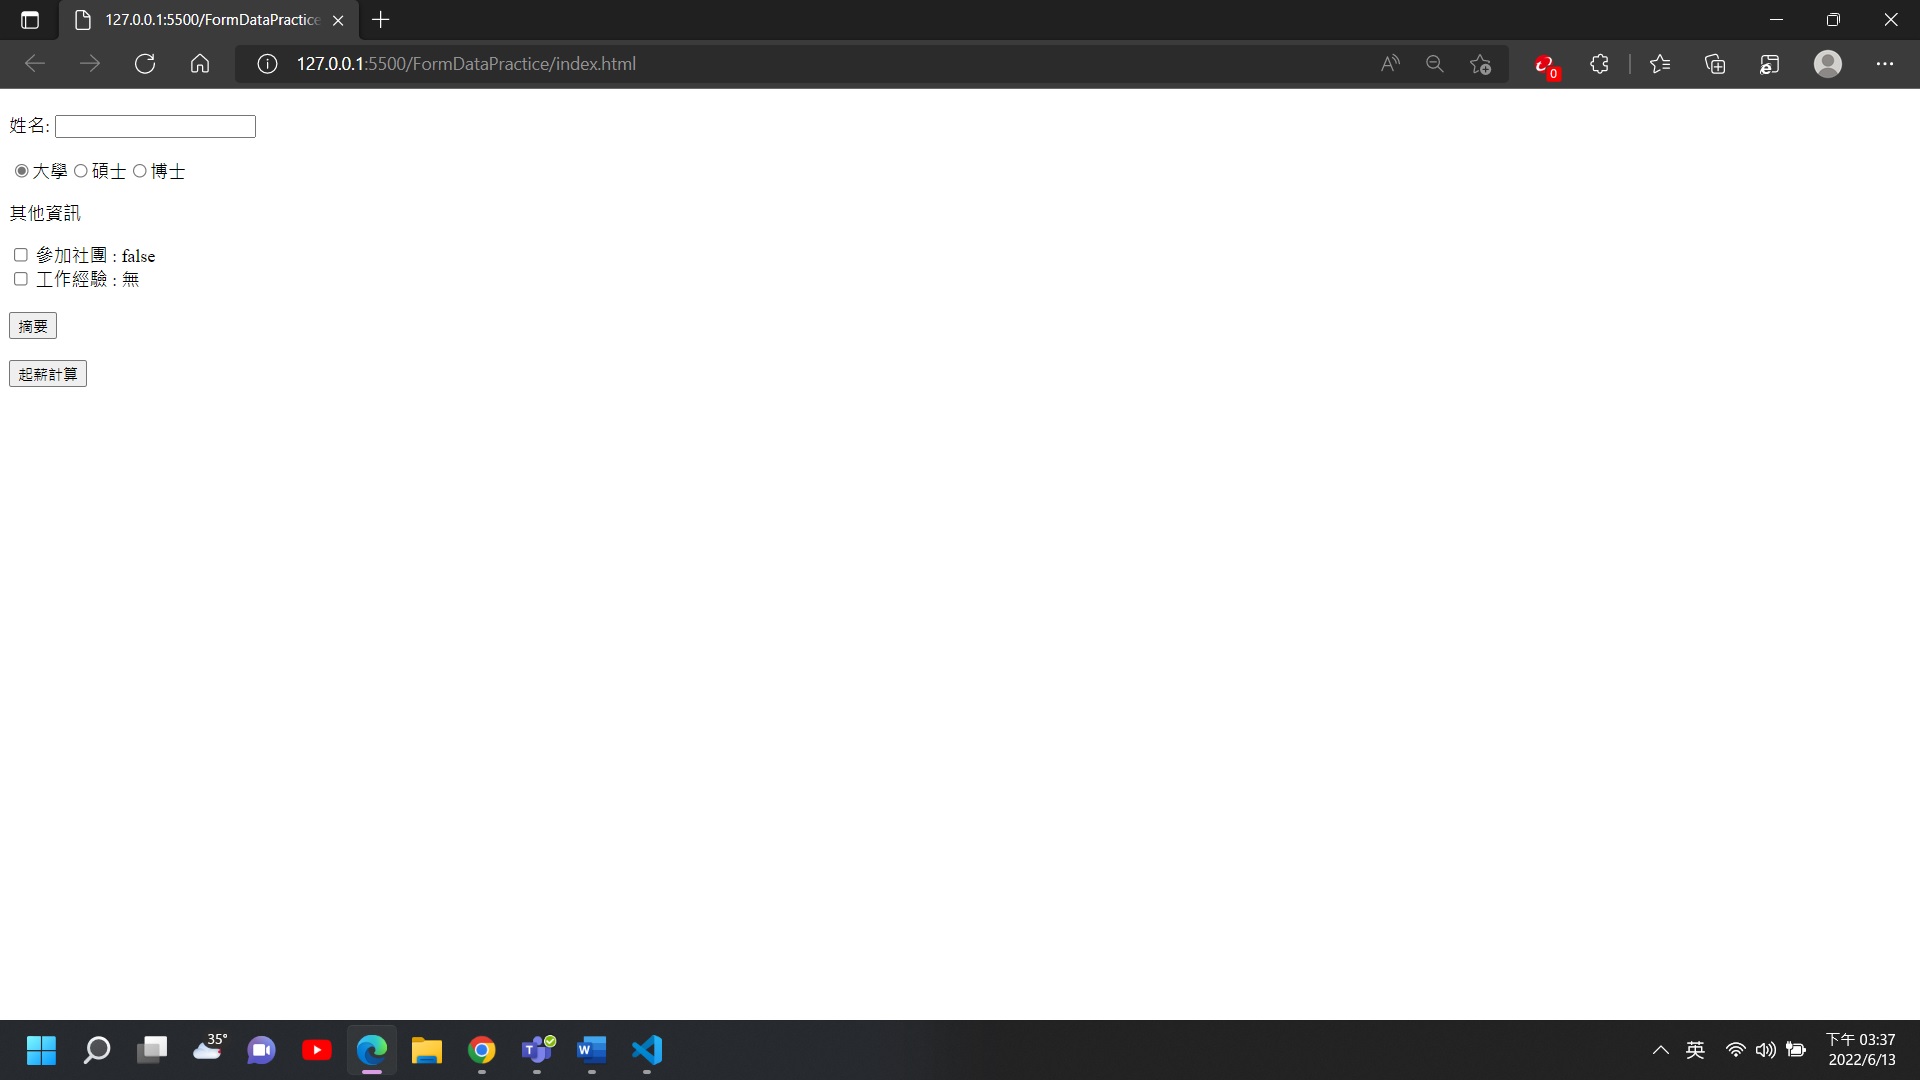 127.0.0.1:5500/FormDataPractice
127.0.0.1:5500/FormDataPractice/index.html
0
姓名:
大學 碩士 博士
其他資訊
參加社團 : false
工作經驗 : 無
摘要
起薪計算
35°
英
下午 03:37
2022/6/13